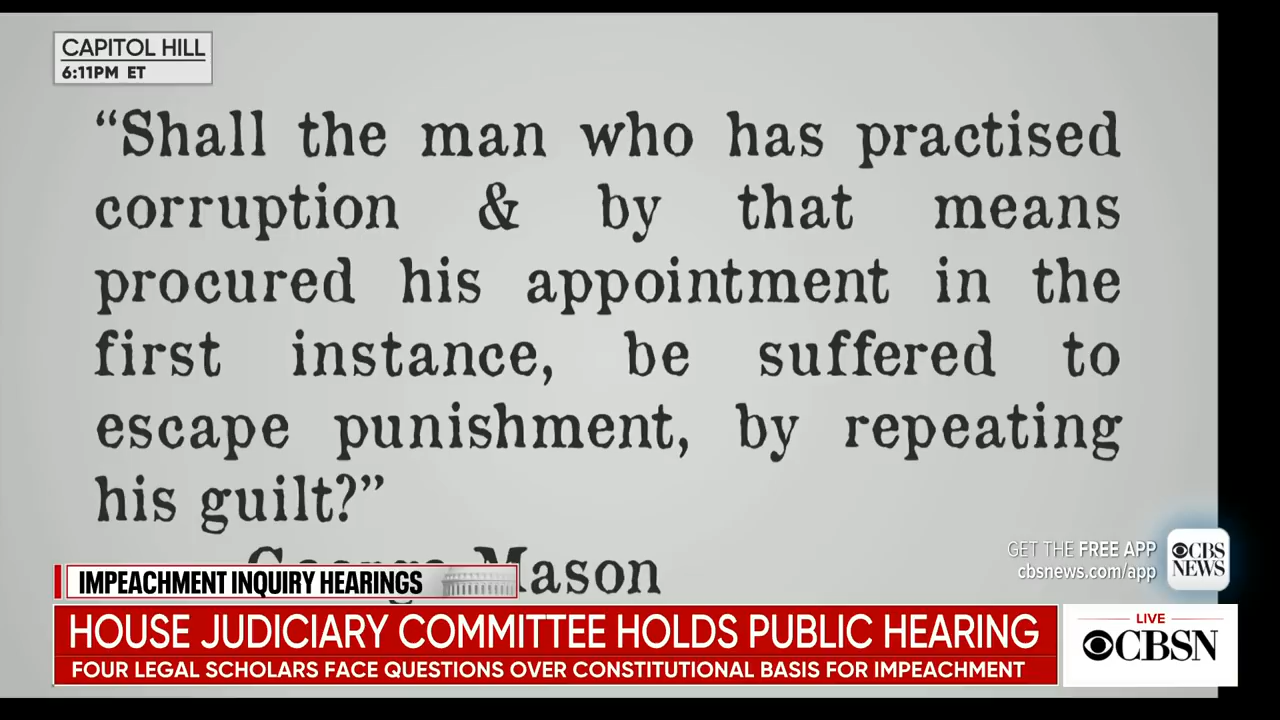 CAPITOL HILL
6:11PM ET
“Shall the man who has practised
corruption & by that means
procured his appointment in the
first instance, be suffered to
escape punishment, by repeating
his guilt?”
George Mason
GET THE FREE APP
cbsnews.com/app
CBS
NEWS
IMPEACHMENT INQUIRY HEARINGS
HOUSE JUDICIARY COMMITTEE HOLDS PUBLIC HEARING
FOUR LEGAL SCHOLARS FACE QUESTIONS OVER CONSTITUTIONAL BASIS FOR IMPEACHMENT
LIVE
CBSN